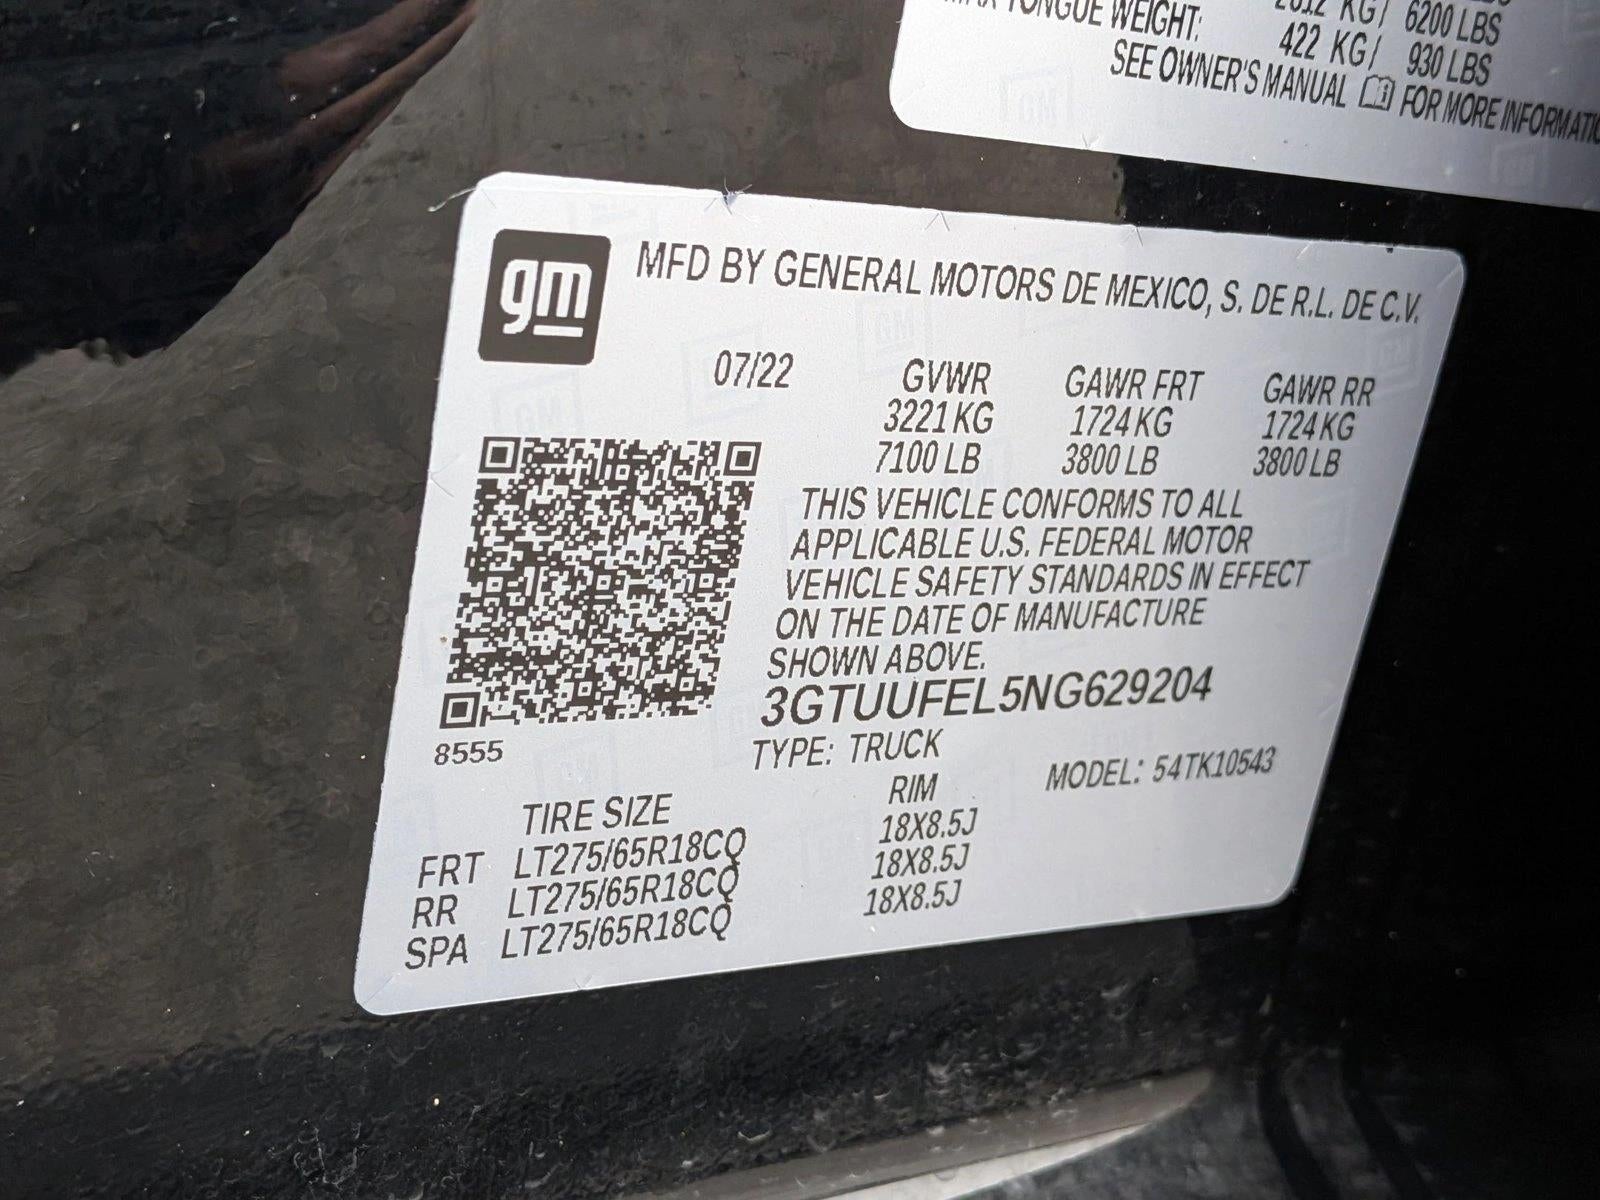 KG/ 6200 LBS
TONGUE WEIGHT: 422 KG/ 930 LBS
SEE OWNER'S MANUAL FOR MORE INFORMATIO
gm
MFD BY GENERAL MOTORS DE MEXICO, S. DE R.L. DE C.V.
07/22 GVWR GAWR FRT GAWR RR
3221 KG 1724 KG 1724 KG
7100 LB 3800 LB 3800 LB
THIS VEHICLE CONFORMS TO ALL
APPLICABLE U.S. FEDERAL MOTOR
VEHICLE SAFETY STANDARDS IN EFFECT
ON THE DATE OF MANUFACTURE
SHOWN ABOVE.
3GTUUFEL5NG629204
8555
TYPE: TRUCK MODEL: 54TK10543
TIRE SIZE RIM
FRT LT275/65R18CQ 18X8.5J
RR LT275/65R18CQ 18X8.5J
SPA LT275/65R18CQ 18X8.5J